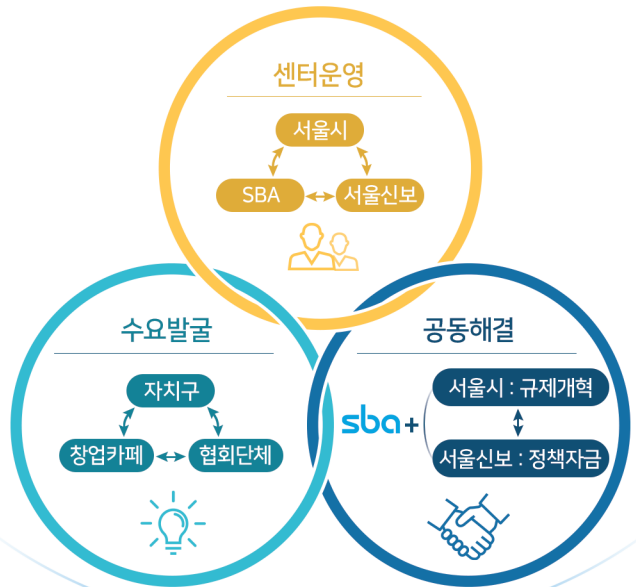 센터운영
서울시
SBA
서울신보
수요발굴
자치구
창업카페
협회단체
공동해결
sba+
서울시 : 규제개혁
서울신보 : 정책자금